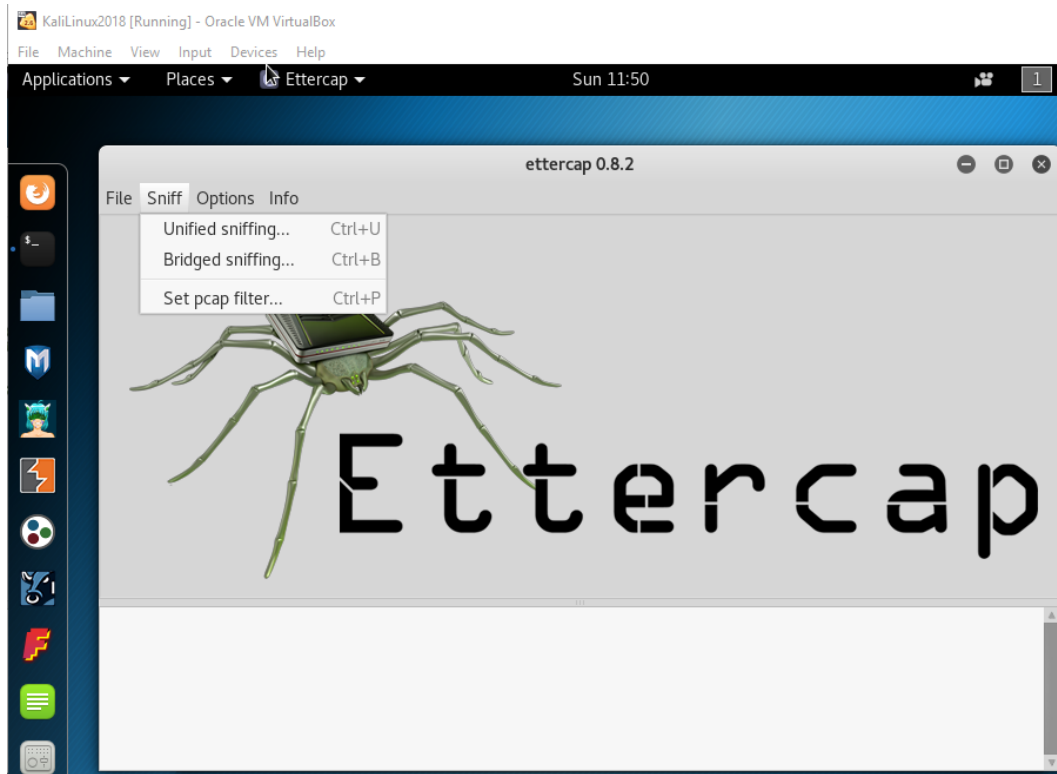 KaliLinux2018 [Running] - Oracle VM VirtualBox
File Machine View Input Devices Help
Applications Places Ettercap Sun 11:50 1
ettercap 0.8.2
File Sniff Options Info
Unified sniffing... Ctrl+U
Bridged sniffing... Ctrl+B
Set pcap filter... Ctrl+P
$_
Ettercap